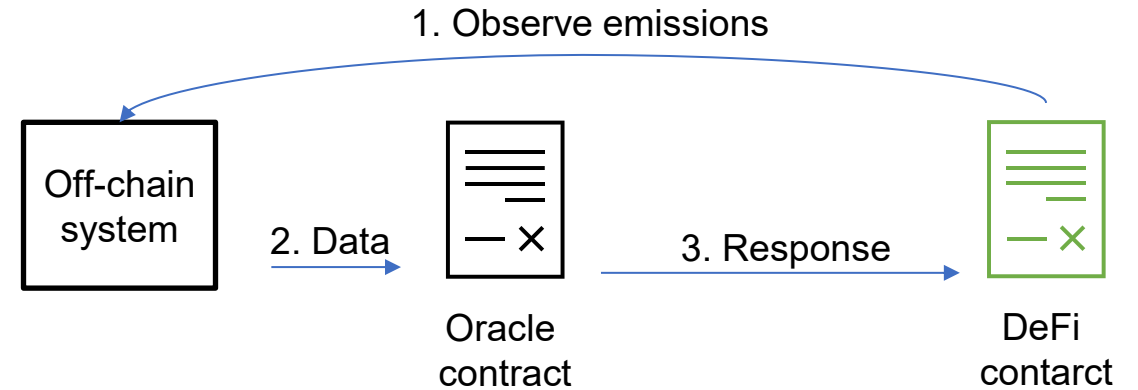 1. Observe emissions
Off-chain
system
2. Data
3. Response
Oracle
contract
DeFi
contarct